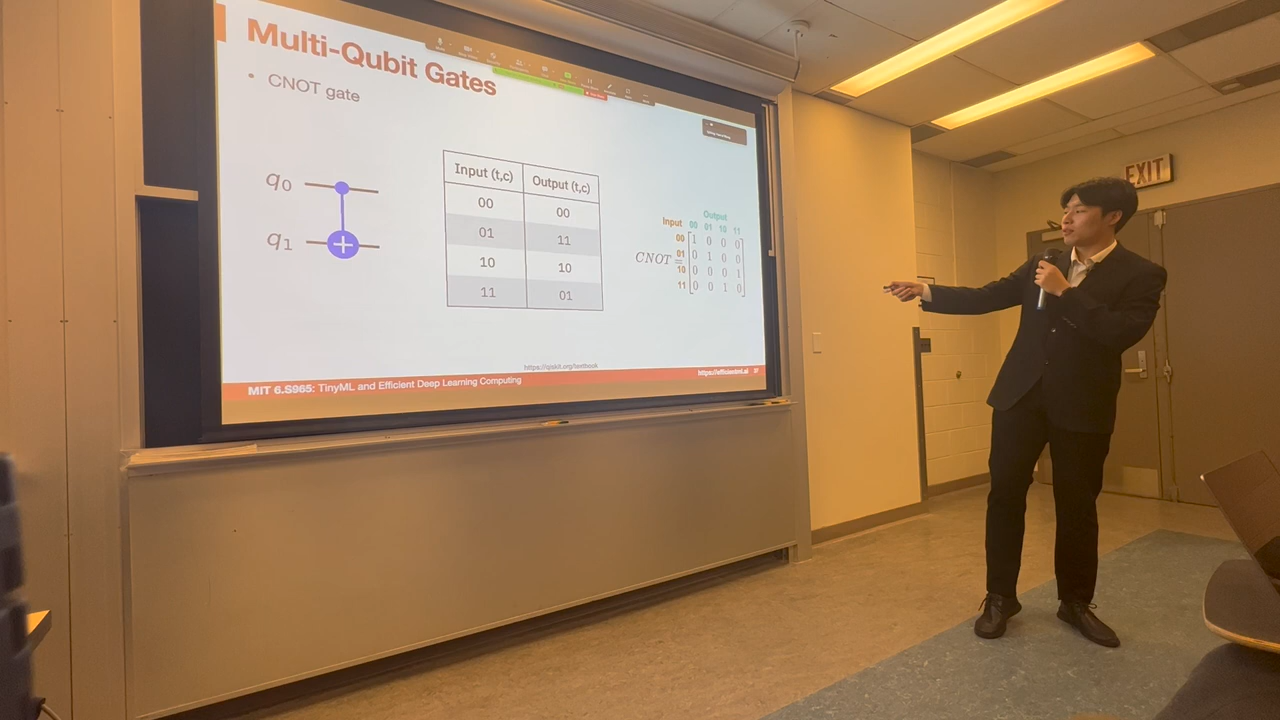 Multi-Qubit Gates
• CNOT gate
q0
q1
Input (t,c) Output (t,c)
00 00
01 11
10 10
11 01
Output
Input 00 01 10 11
00 1 0 0 0
01 0 1 0 0
CNOT =
10 0 0 0 1
11 0 0 1 0
https://qiskit.org/textbook
MIT 6.S965: TinyML and Efficient Deep Learning Computing
https://efficientml.ai
37
EXIT